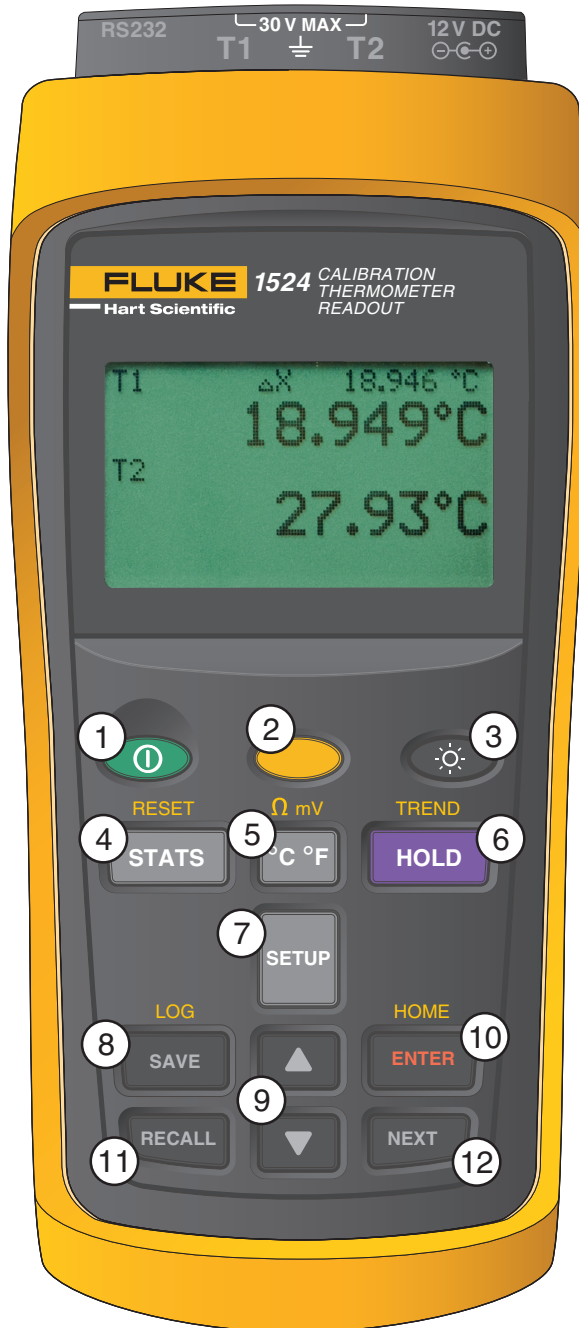 RS232 30 V MAX 12 V DC
T1 T2
FLUKE 1524 CALIBRATION
THERMOMETER
Hart Scientific READOUT
T1 ΔX 18.946 °C
18.949°C
T2
27.93°C
1 2 3
RESET Ω mV TREND
4 STATS 5 °C °F HOLD 6
7 SETUP
LOG HOME
8 SAVE ENTER 10
9
RECALL NEXT
11 12